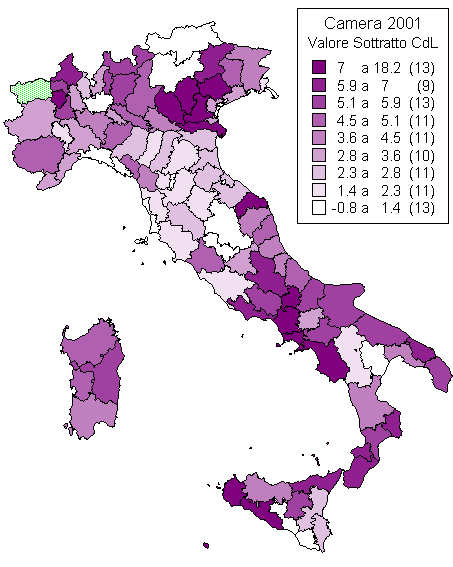 Camera 2001
Valore Sottratto CdL
7 a 18.2 (13)
5.9 a 7 (9)
5.1 a 5.9 (13)
4.5 a 5.1 (11)
3.6 a 4.5 (11)
2.8 a 3.6 (10)
2.3 a 2.8 (11)
1.4 a 2.3 (11)
-0.8 a 1.4 (13)